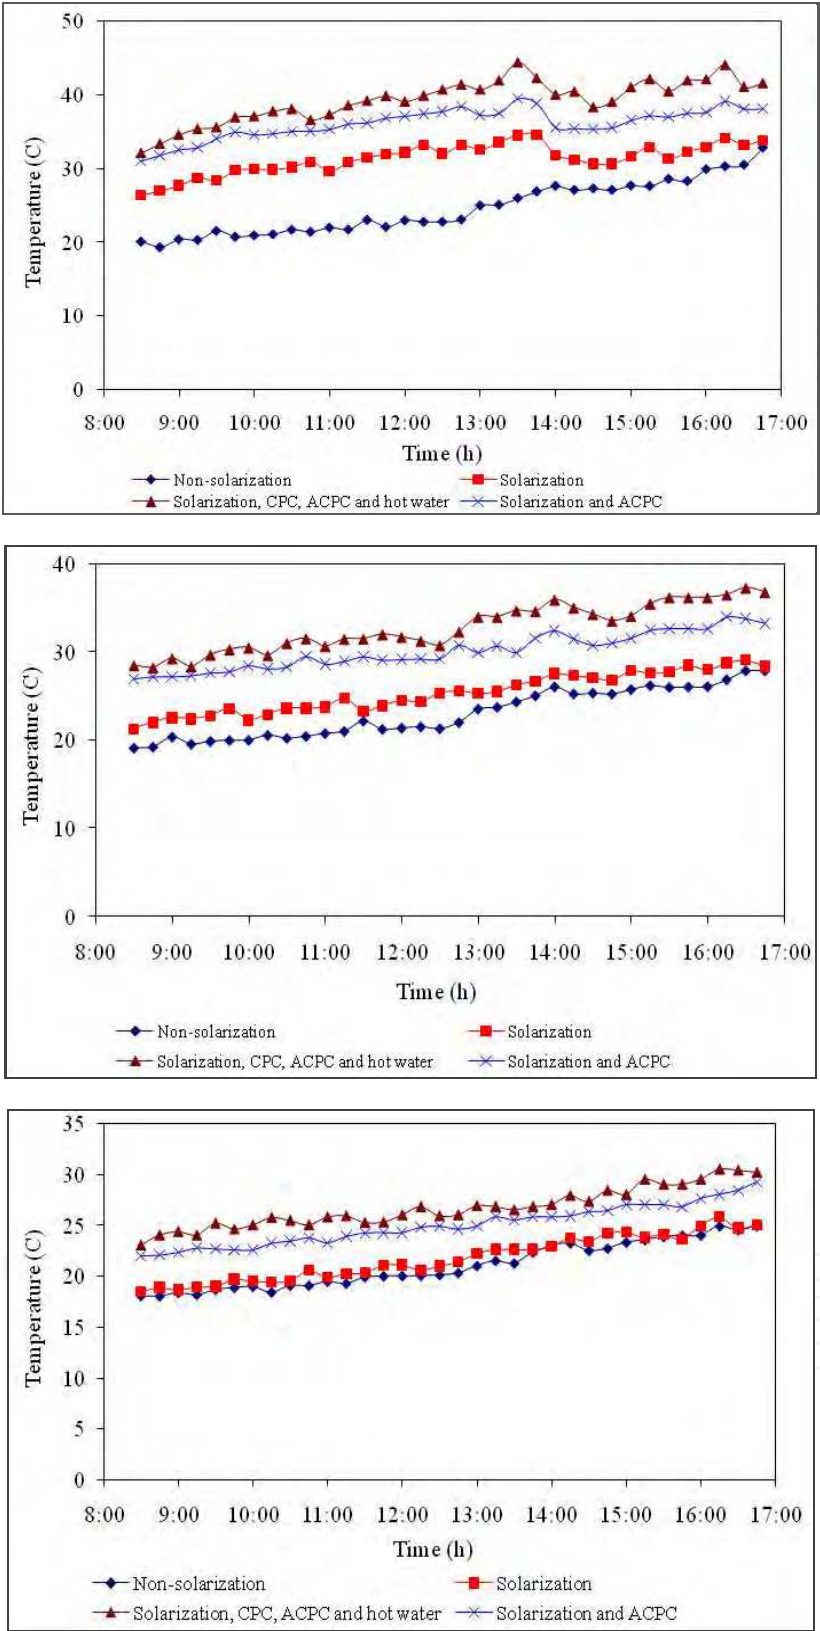 50
40
30
20
10
0
Temperature (C)
8:00 9:00 10:00 11:00 12:00 13:00 14:00 15:00 16:00 17:00
Time (h)
Non-solarization Solarization
Solarization, CPC, ACPC and hot water Solarization and ACPC
40
30
20
10
0
Temperature (C)
8:00 9:00 10:00 11:00 12:00 13:00 14:00 15:00 16:00 17:00
Time (h)
Non-solarization Solarization
Solarization, CPC, ACPC and hot water Solarization and ACPC
35
30
25
20
15
10
5
0
Temperature (C)
8:00 9:00 10:00 11:00 12:00 13:00 14:00 15:00 16:00 17:00
Time (h)
Non-solarization Solarization
Solarization, CPC, ACPC and hot water Solarization and ACPC